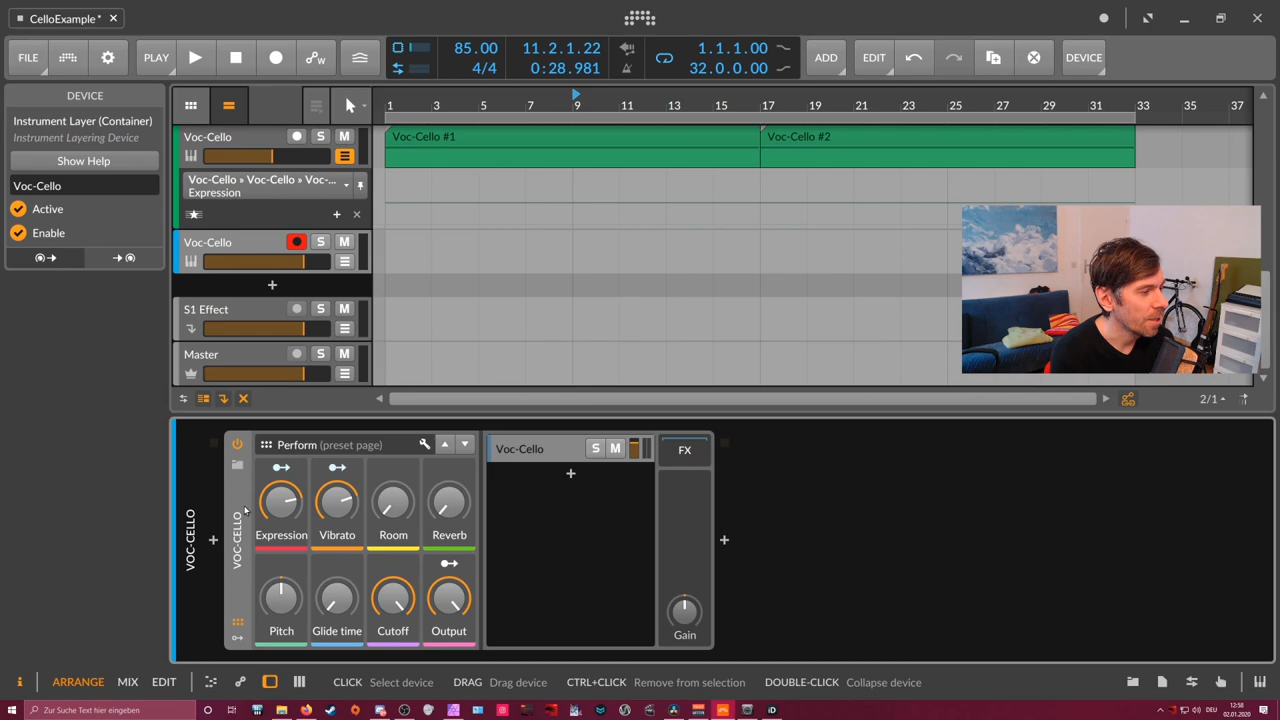 CelloExample*
FILE
PLAY
85.00
4/4
11.2.1.22
0:28.981
1.1.1.00
32.0.0.00
ADD
EDIT
DEVICE
DEVICE
Instrument Layer (Container)
Instrument Layering Device
Show Help
Voc-Cello
Active
Enable
1 3 5 7 9 11 13 15 17 19 21 23 25 27 29 31 33 35 37
Voc-Cello S M
Voc-Cello #1
Voc-Cello #2
Voc-Cello » Voc-Cello » Voc-...
Expression
Voc-Cello S M
S1 Effect S M
Master S M
2/1
VOC-CELLO
VOC-CELLO
Perform (preset page)
Expression Vibrato Room Reverb
Pitch Glide time Cutoff Output
Voc-Cello S M
FX
Gain
i ARRANGE MIX EDIT
CLICK Select device DRAG Drag device CTRL+CLICK Remove from selection DOUBLE-CLICK Collapse device
Zur Suche Text hier eingeben
DEU
12:58
02.01.2020